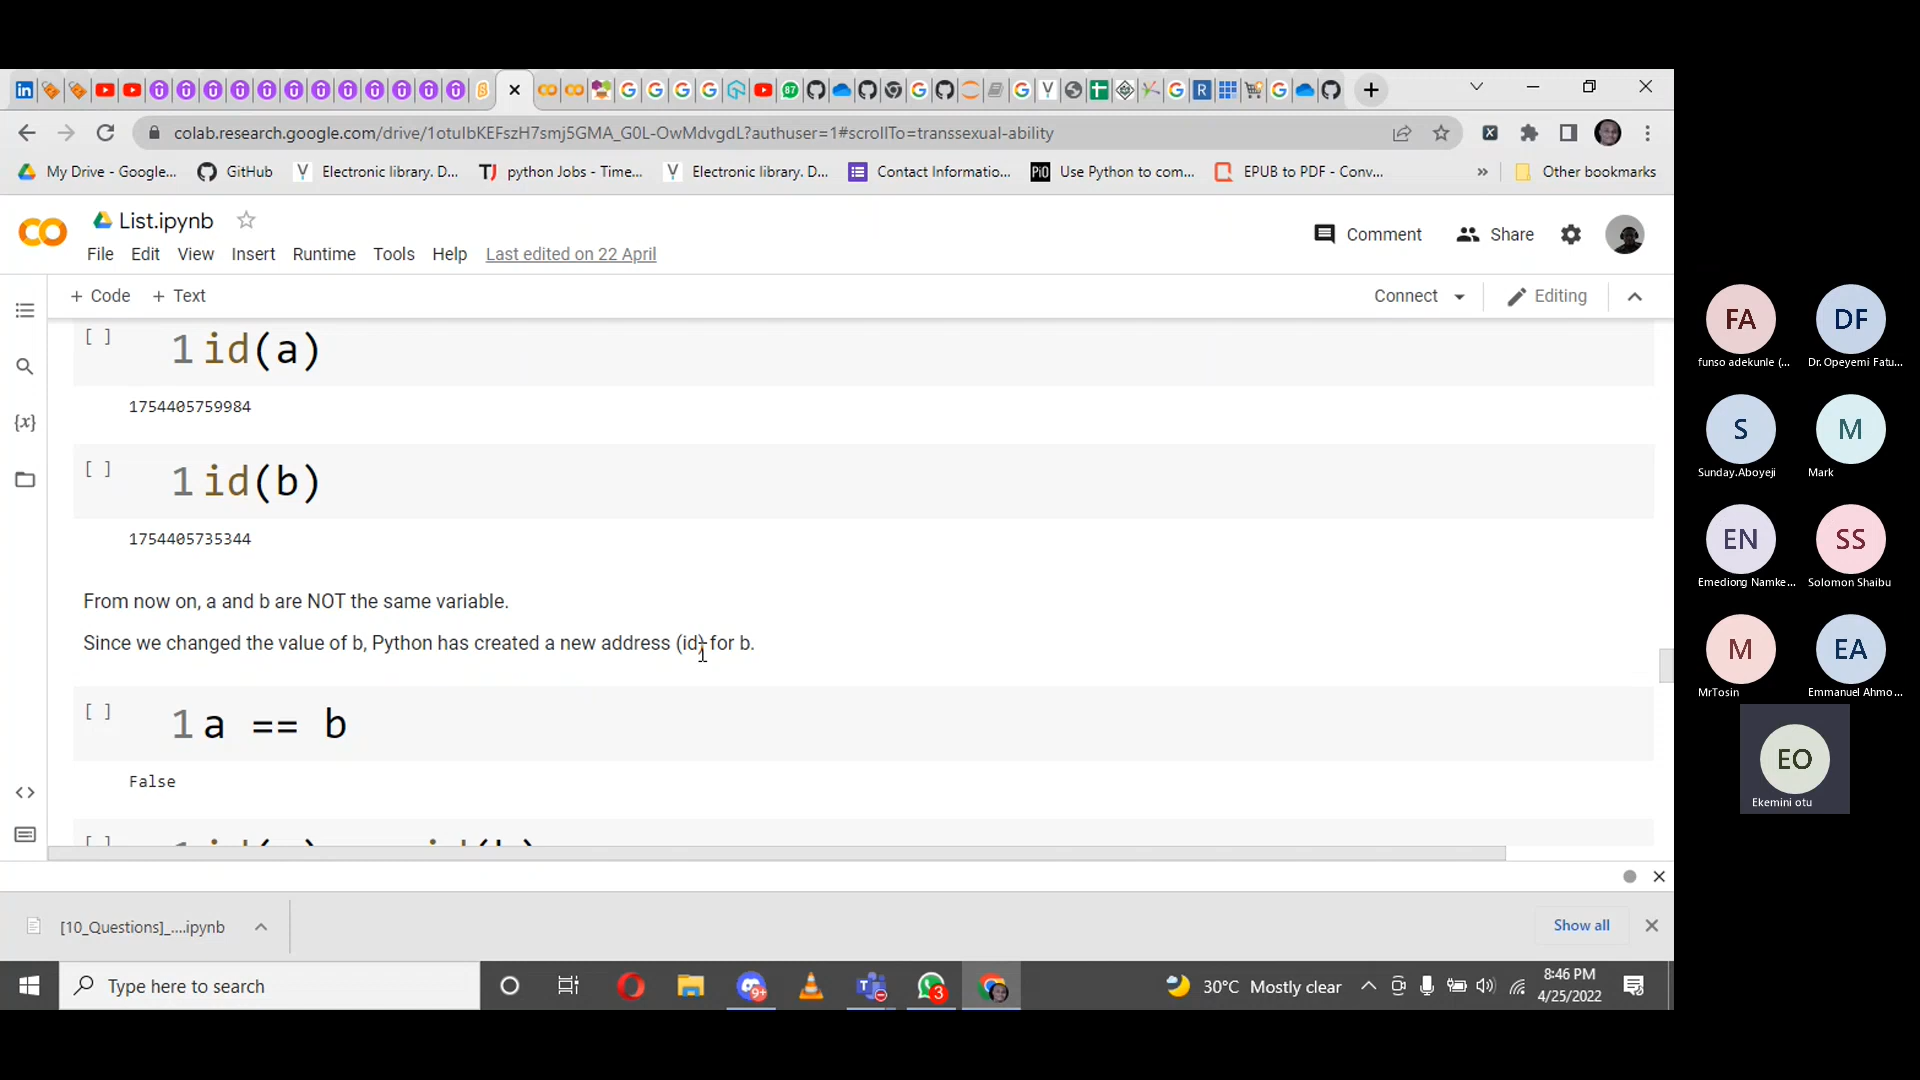 colab.research.google.com/drive/1otuIbKEFszH7smj5GMA_G0L-OwMdvgdL?authuser=1#scrollTo=transsexual-ability
My Drive - Google...
GitHub
Electronic library. D...
TJ python Jobs - Time...
Electronic library. D...
Contact Informatio...
PiO Use Python to com...
EPUB to PDF - Conv...
»
Other bookmarks
CO
List.ipynb
Comment
Share
File Edit View Insert Runtime Tools Help Last edited on 22 April
+ Code + Text
Connect
Editing
[ ] 1 id(a)
1754405759984
[ ] 1 id(b)
1754405735344
From now on, a and b are NOT the same variable.
Since we changed the value of b, Python has created a new address (id) for b.
[ ] 1 a == b
False
{x}
[10_Questions]_....ipynb
Show all
Type here to search
9+
3
30°C Mostly clear
8:46 PM
4/25/2022
FA
funso adekunle (...
DF
Dr. Opeyemi Fatu...
S
Sunday.Aboyeji
M
Mark
EN
Emediong Namke...
SS
Solomon Shaibu
M
MrTosin
EA
Emmanuel Ahmo...
EO
Ekemini otu